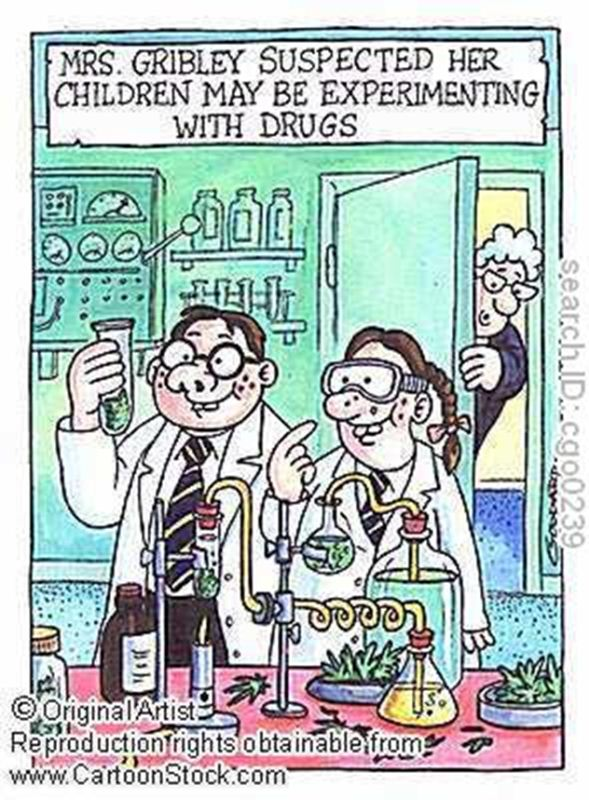 MRS. GRIBLEY SUSPECTED HER
CHILDREN MAY BE EXPERIMENTING
WITH DRUGS
search ID: cgo0239
© Original Artist
Reproduction rights obtainable from
www.CartoonStock.com